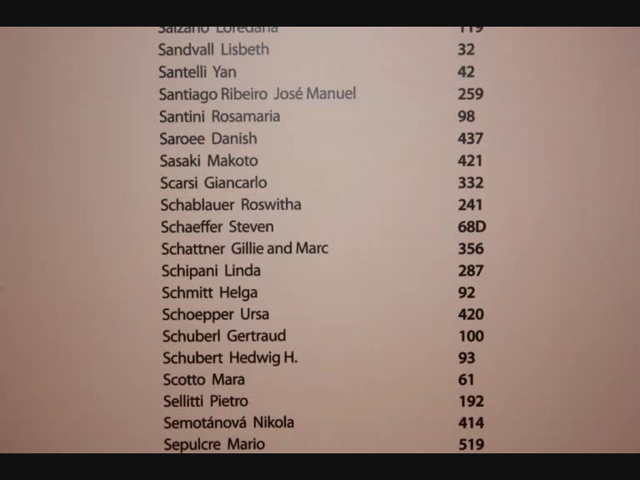 Salzano Loredana 119
Sandvall Lisbeth 32
Santelli Yan 42
Santiago Ribeiro José Manuel 259
Santini Rosamaria 98
Saroee Danish 437
Sasaki Makoto 421
Scarsi Giancarlo 332
Schablauer Roswitha 241
Schaeffer Steven 68D
Schattner Gillie and Marc 356
Schipani Linda 287
Schmitt Helga 92
Schoepper Ursa 420
Schuberl Gertraud 100
Schubert Hedwig H. 93
Scotto Mara 61
Sellitti Pietro 192
Semotánová Nikola 414
Sepulcre Mario 519